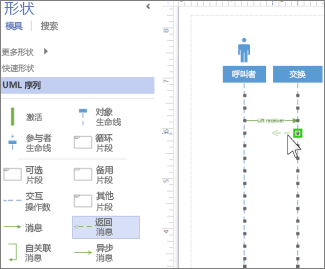 形状
模具 | 搜索
更多形状
快速形状
UML 序列
激活
对象
生命线
参与者
生命线
循环
片段
可选
片段
备用
片段
交互
操作数
其他
片段
消息
返回
消息
自关联
消息
异步
消息
呼叫者
交换
Lift receiver